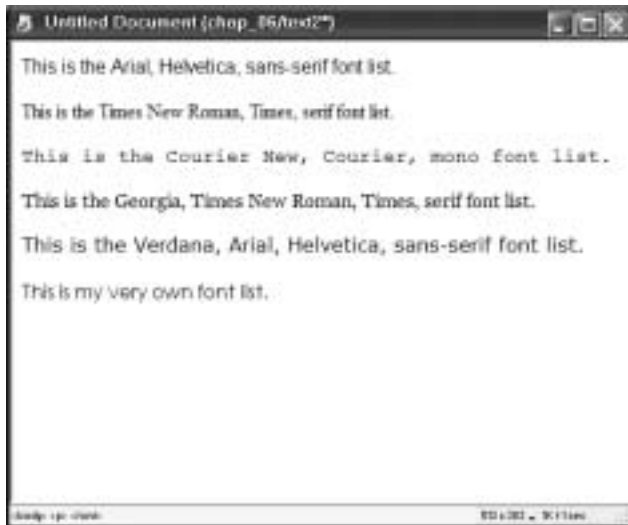 Untitled Document (chap_06/text2*)
This is the Arial, Helvetica, sans-serif font list.
This is the Times New Roman, Times, serif font list.
This is the Courier New, Courier, mono font list.
This is the Georgia, Times New Roman, Times, serif font list.
This is the Verdana, Arial, Helvetica, sans-serif font list.
This is my very own font list.